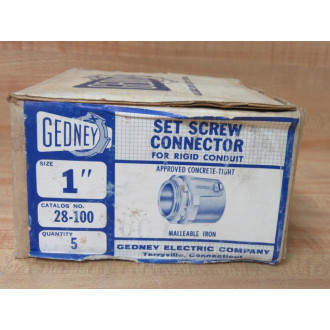 GEDNEY
SET SCREW
CONNECTOR
FOR RIGID CONDUIT
SIZE
1"
APPROVED CONCRETE-TIGHT
CATALOG NO.
28-100
QUANTITY
5
MALLEABLE IRON
GEDNEY ELECTRIC COMPANY
Terryville, Connecticut